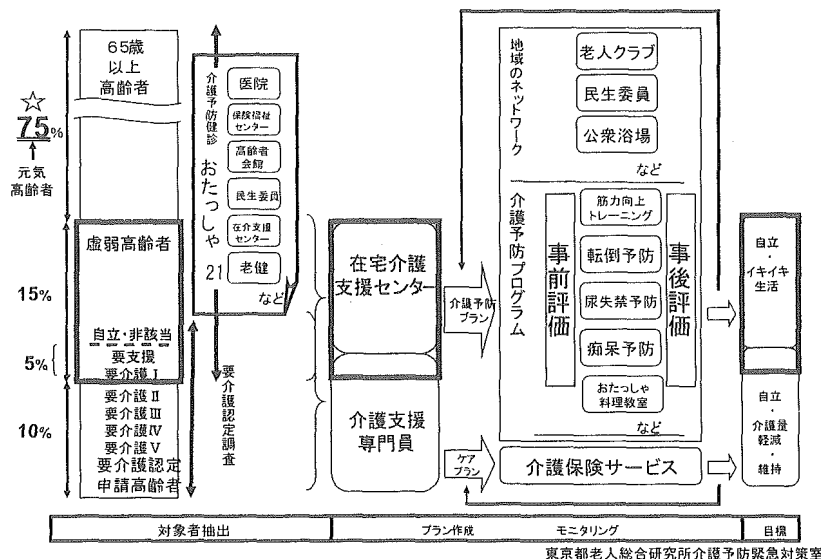 65歳
以上
高齢者
☆
75%
元気
高齢者
虚弱高齢者
15%
自立・非該当
5%
要支援
要介護Ⅰ
10%
要介護Ⅱ
要介護Ⅲ
要介護Ⅳ
要介護Ⅴ
要介護認定
申請高齢者
介護予防健診
おたっしゃ21
医院
保険福祉
センター
高齢者
会館
民生委員
在介支援
センター
老健
など
要介護認定調査
在宅介護
支援センター
介護支援
専門員
介護予防
プラン
ケア
プラン
地域のネットワーク
老人クラブ
民生委員
公衆浴場
など
介護予防プログラム
事前評価
筋力向上
トレーニング
転倒予防
尿失禁予防
痴呆予防
おたっしゃ
料理教室
など
事後評価
介護保険サービス
自立
・
イキイキ
生活
自立
・
介護量
軽減
・
維持
対象者抽出
プラン作成
モニタリング
目標
東京都老人総合研究所介護予防緊急対策室